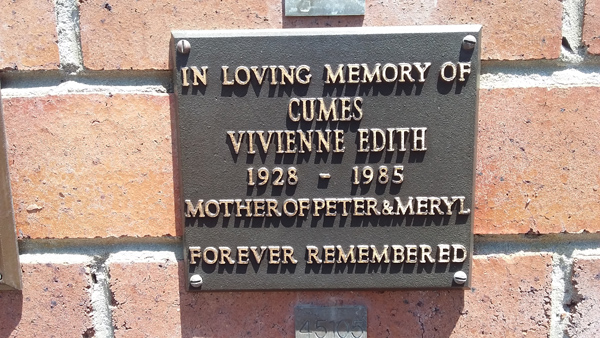 IN LOVING MEMORY OF
CUMES
VIVIENNE EDITH
1928 - 1985
MOTHER OF PETER & MERYL
FOREVER REMEMBERED